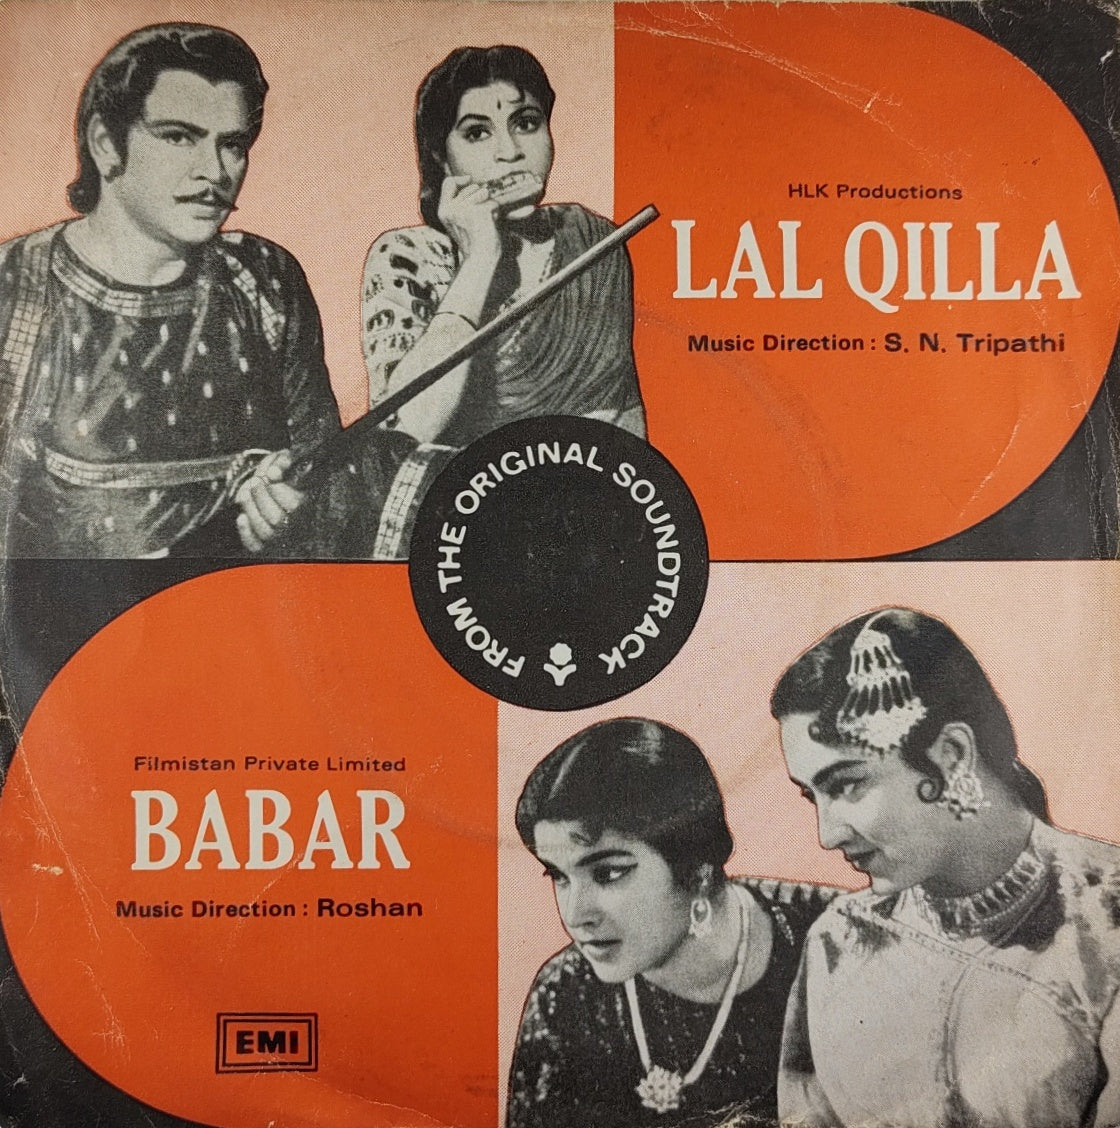 HLK Productions
LAL QILLA
Music Direction : S. N. Tripathi
FROM THE ORIGINAL SOUNDTRACK
Filmistan Private Limited
BABAR
Music Direction : Roshan
EMI